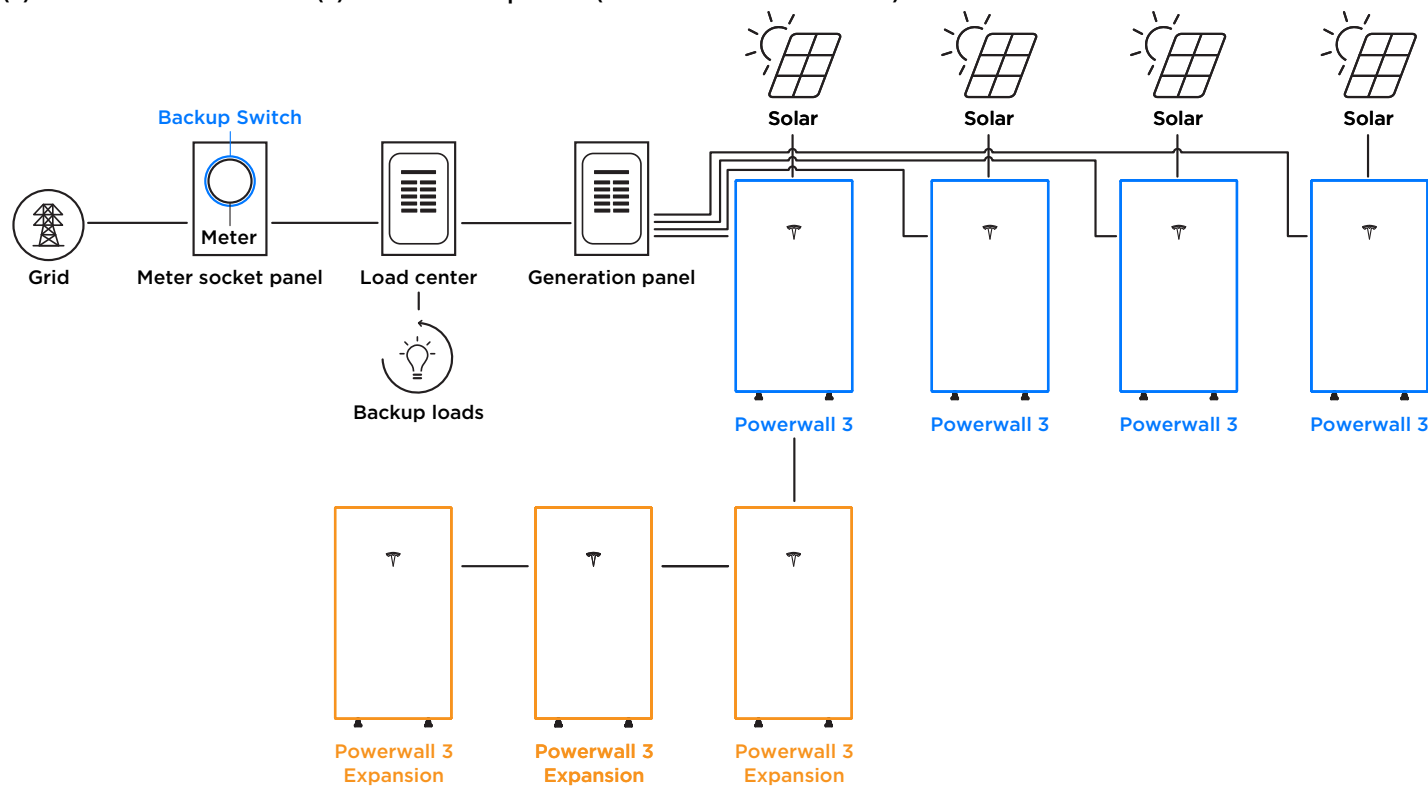 Solar
Solar
Solar
Solar
Backup Switch
Meter
Grid
Meter socket panel
Load center
Generation panel
Backup loads
Powerwall 3
Powerwall 3
Powerwall 3
Powerwall 3
Powerwall 3
Expansion
Powerwall 3
Expansion
Powerwall 3
Expansion